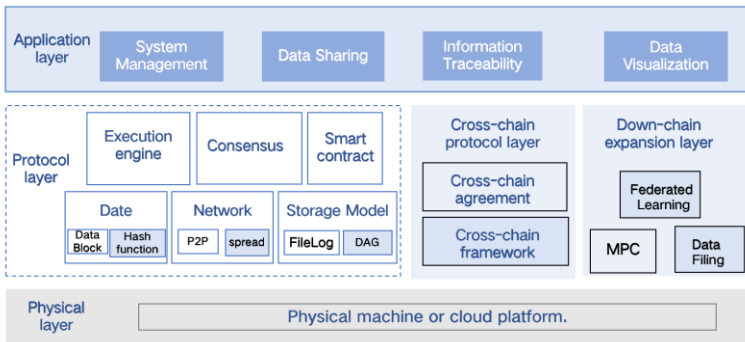 Application
layer
System
Management
Data Sharing
Information
Traceability
Data
Visualization
Protocol
layer
Execution
engine
Consensus
Smart
contract
Date
Data
Block
Hash
function
Network
P2P
spread
Storage Model
FileLog
DAG
Cross-chain
protocol layer
Cross-chain
agreement
Cross-chain
framework
Down-chain
expansion layer
Federated
Learning
MPC
Data
Filing
Physical
layer
Physical machine or cloud platform.